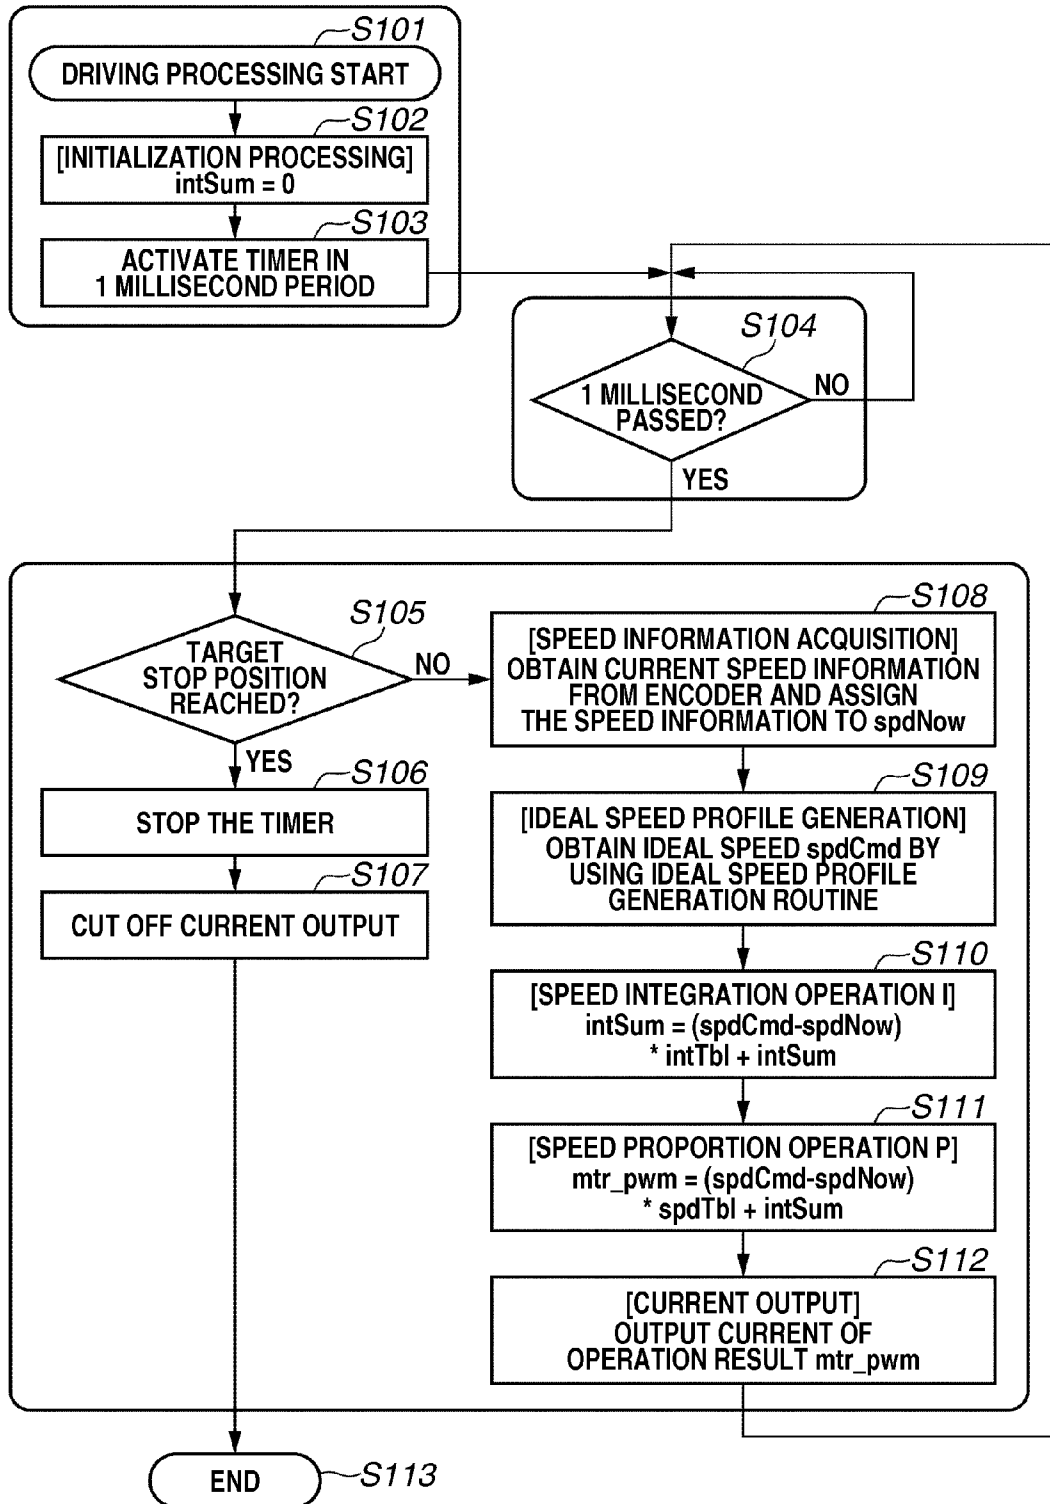 S101
DRIVING PROCESSING START
S102
[INITIALIZATION PROCESSING]
intSum = 0
S103
ACTIVATE TIMER IN
1 MILLISECOND PERIOD
S104
1 MILLISECOND
PASSED?
NO
YES
S105
TARGET
STOP POSITION
REACHED?
NO
YES
S106
STOP THE TIMER
S107
CUT OFF CURRENT OUTPUT
S108
[SPEED INFORMATION ACQUISITION]
OBTAIN CURRENT SPEED INFORMATION
FROM ENCODER AND ASSIGN
THE SPEED INFORMATION TO spdNow
S109
[IDEAL SPEED PROFILE GENERATION]
OBTAIN IDEAL SPEED spdCmd BY
USING IDEAL SPEED PROFILE
GENERATION ROUTINE
S110
[SPEED INTEGRATION OPERATION I]
intSum = (spdCmd-spdNow)
* intTbl + intSum
S111
[SPEED PROPORTION OPERATION P]
mtr_pwm = (spdCmd-spdNow)
* spdTbl + intSum
S112
[CURRENT OUTPUT]
OUTPUT CURRENT OF
OPERATION RESULT mtr_pwm
END
S113